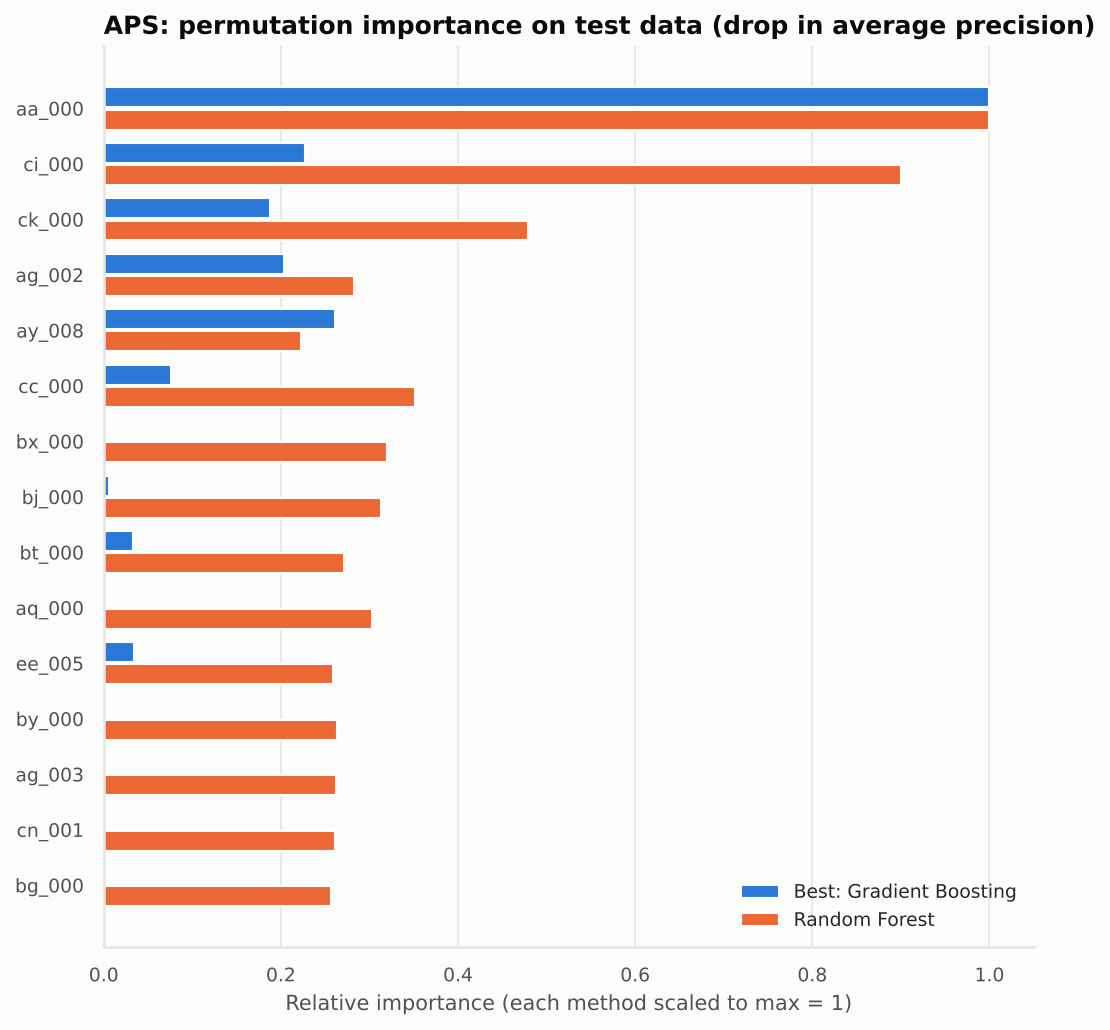 APS: permutation importance on test data (drop in average precision)
aa_000
ci_000
ck_000
ag_002
ay_008
cc_000
bx_000
bj_000
bt_000
aq_000
ee_005
by_000
ag_003
cn_001
bg_000
Best: Gradient Boosting
Random Forest
0.0 0.2 0.4 0.6 0.8 1.0
Relative importance (each method scaled to max = 1)